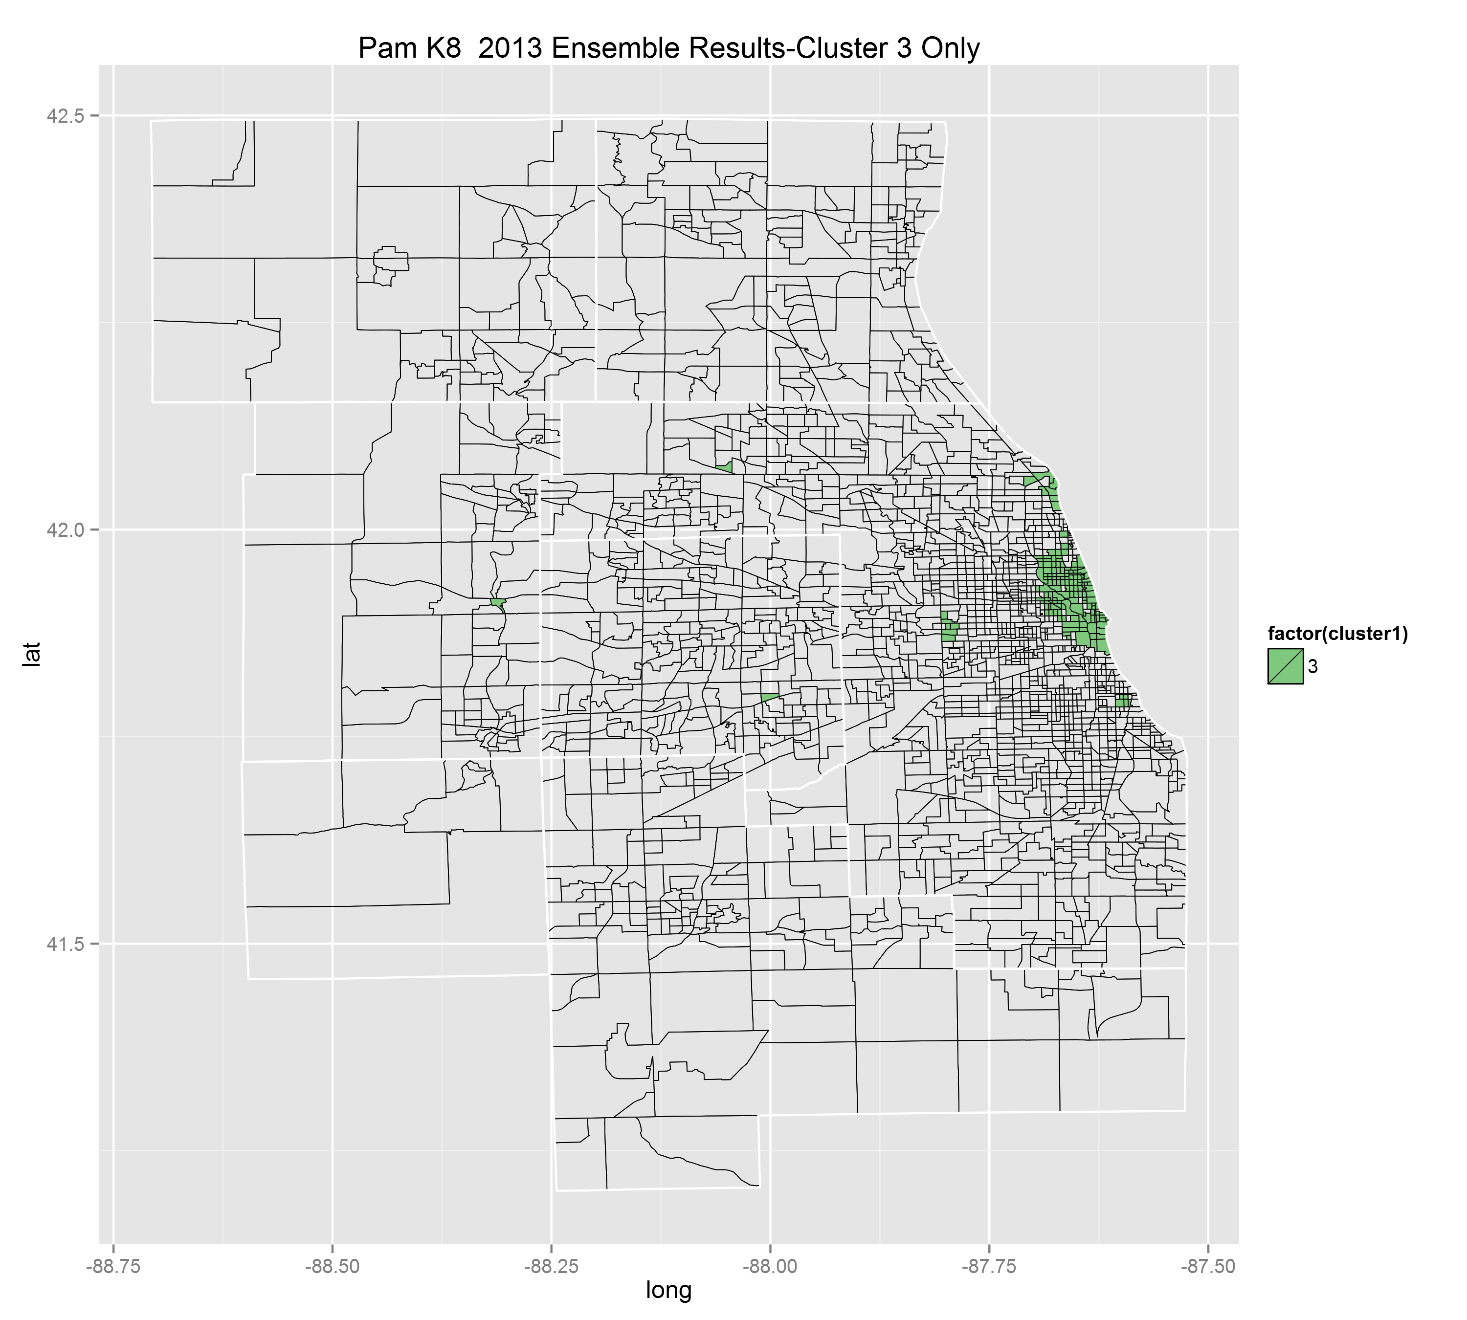 Pam K8  2013 Ensemble Results-Cluster 3 Only
42.5
42.0
41.5
lat
-88.75
-88.50
-88.25
-88.00
-87.75
-87.50
long
factor(cluster1)
3